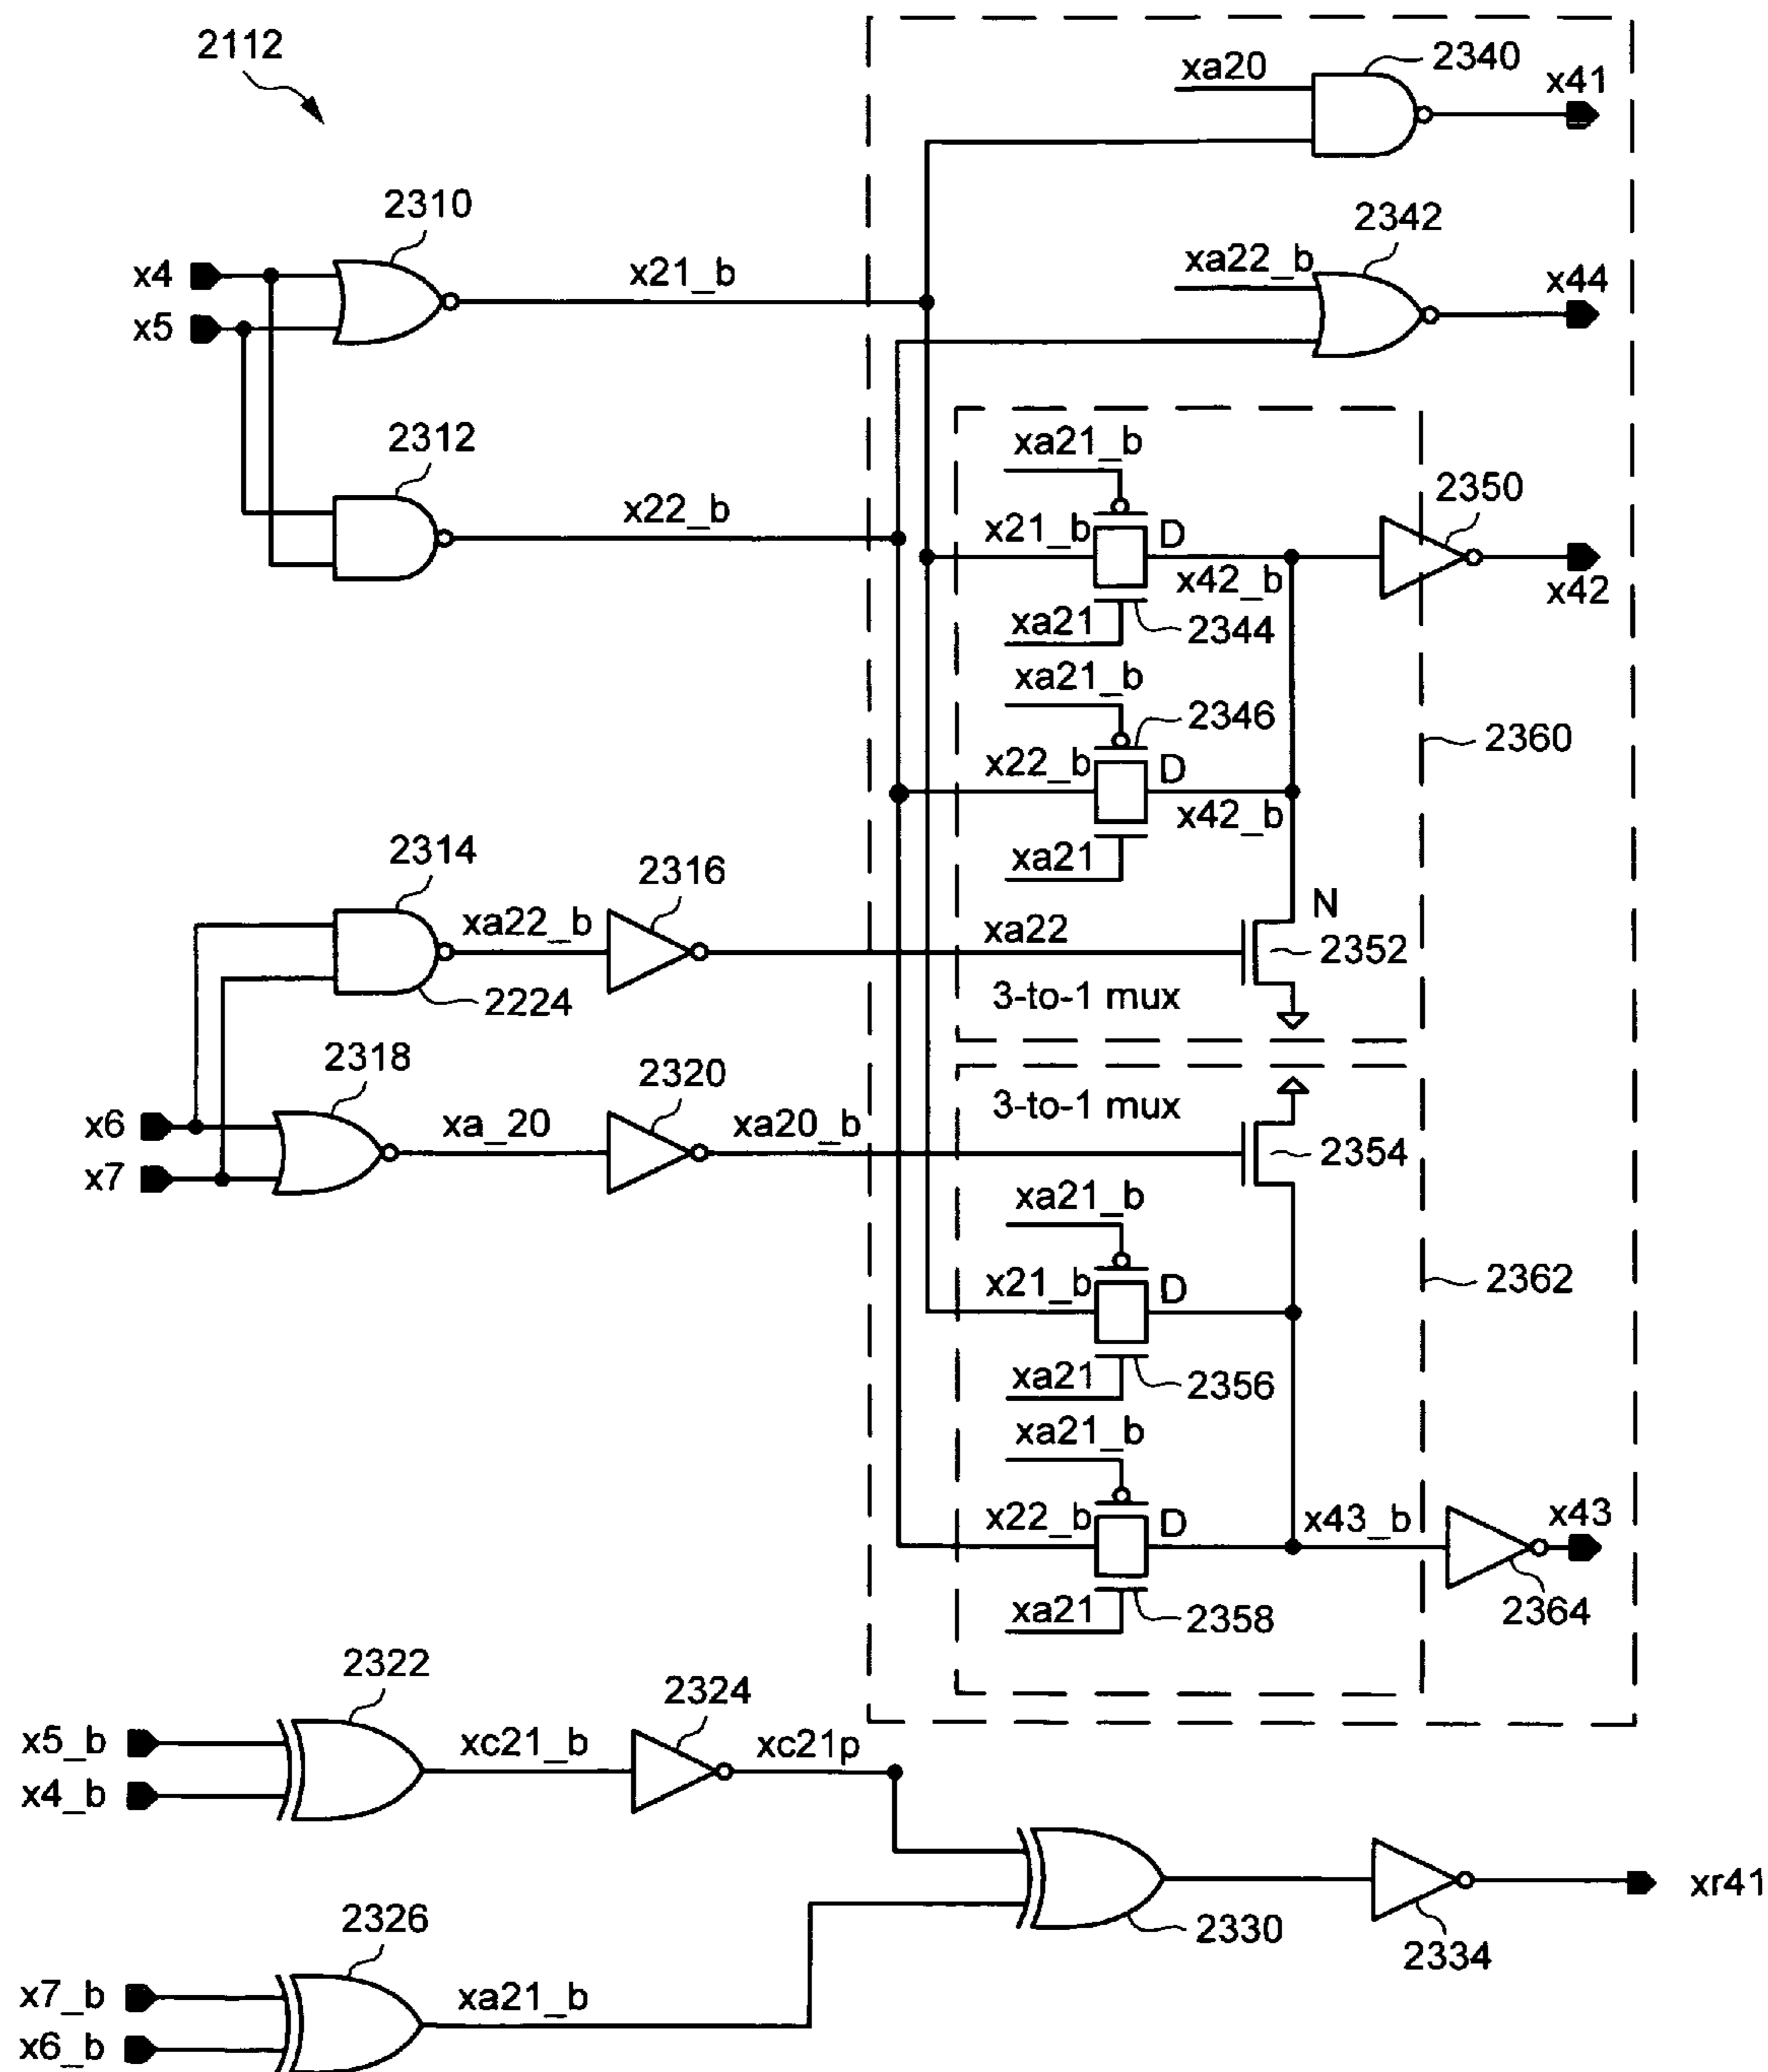 2112
xa20
2340
x41
2310
x4
x5
x21_b
xa22_b
2342
x44
2312
x22_b
xa21_b
x21_b
D
x42_b
xa21
2344
2350
x42
xa21_b
2346
x22_b
D
x42_b
xa21
2360
2314
xa22_b
2224
2316
xa22
N
2352
3-to-1 mux
2318
x6
x7
xa_20
2320
xa20_b
3-to-1 mux
2354
xa21_b
x21_b
D
xa21
2356
2362
xa21_b
x22_b
D
x43_b
x43
xa21
2358
2364
2322
x5_b
x4_b
xc21_b
2324
xc21p
2326
x7_b
x6_b
xa21_b
2330
2334
xr41